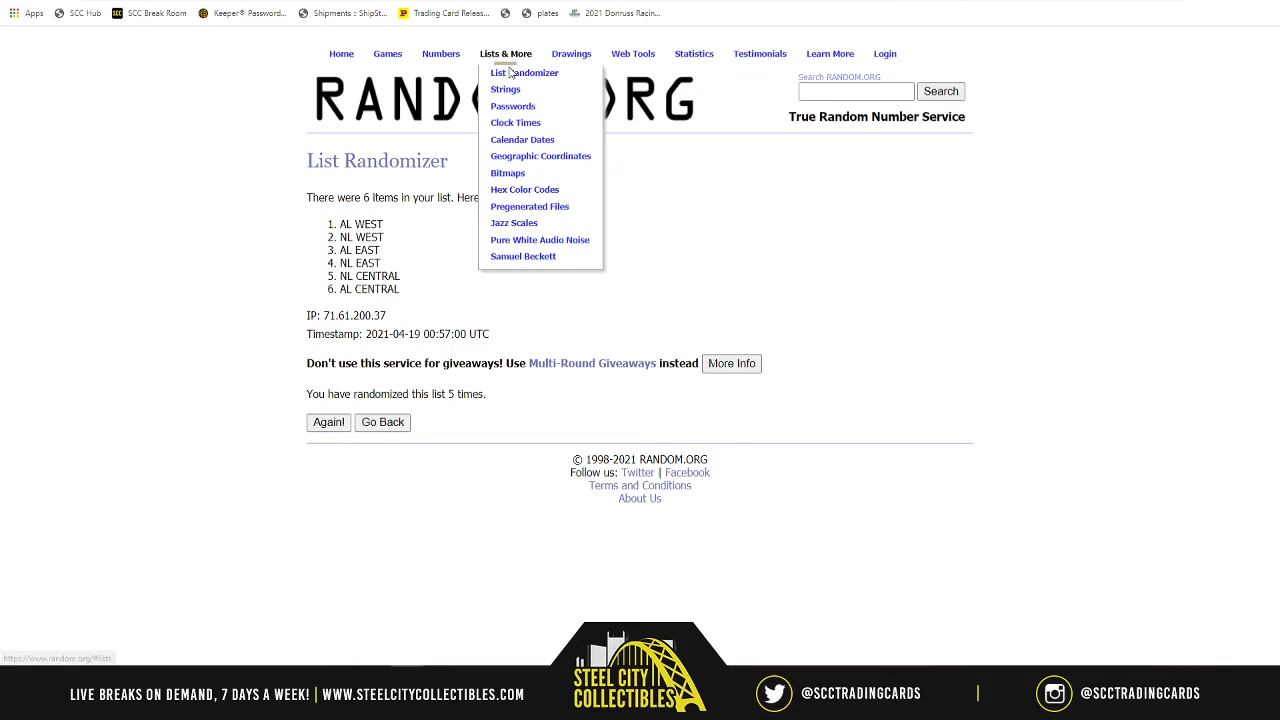 Apps SCC Hub SCC Break Room Keeper® Password... Shipments :: ShipSt... Trading Card Releas... plates 2021 Donruss Racin...
Home Games Numbers Lists & More Drawings Web Tools Statistics Testimonials Learn More Login
List Randomizer
Strings
Passwords
Clock Times
Calendar Dates
Geographic Coordinates
Bitmaps
Hex Color Codes
Pregenerated Files
Jazz Scales
Pure White Audio Noise
Samuel Beckett
Search RANDOM.ORG
Search
True Random Number Service
List Randomizer
There were 6 items in your list. Here
1. AL WEST
2. NL WEST
3. AL EAST
4. NL EAST
5. NL CENTRAL
6. AL CENTRAL
IP: 71.61.200.37
Timestamp: 2021-04-19 00:57:00 UTC
Don't use this service for giveaways! Use Multi-Round Giveaways instead More Info
You have randomized this list 5 times.
Again! Go Back
© 1998-2021 RANDOM.ORG
Follow us: Twitter | Facebook
Terms and Conditions
About Us
https://www.random.org/#lists
LIVE BREAKS ON DEMAND, 7 DAYS A WEEK! | WWW.STEELCITYCOLLECTIBLES.COM
STEEL CITY
COLLECTIBLES
@SCCTRADINGCARDS | @SCCTRADINGCARDS